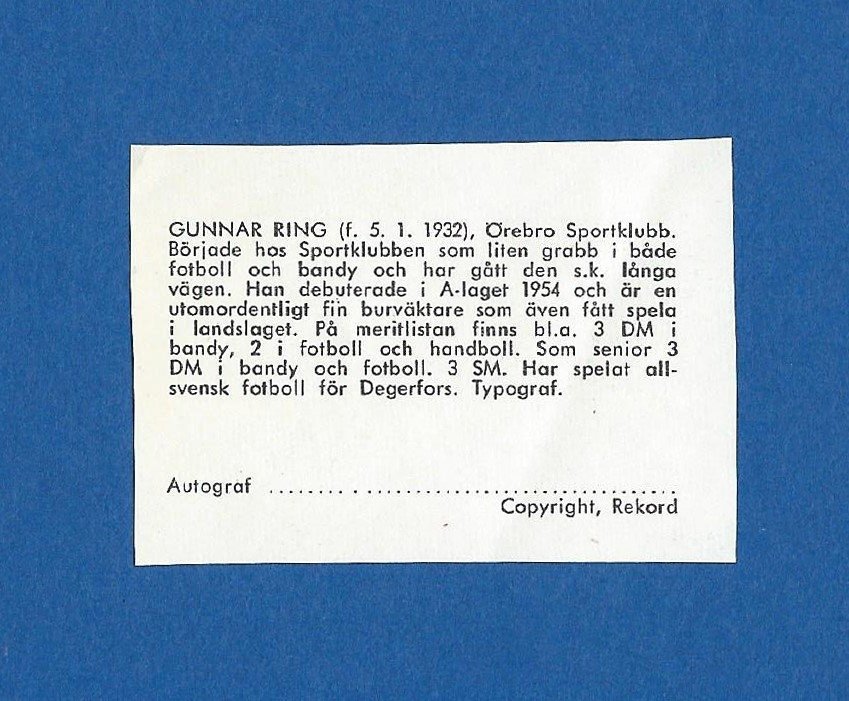 GUNNAR RING (f. 5. 1. 1932), Örebro Sportklubb.
Började hos Sportklubben som liten grabb i både
fotboll och bandy och har gått den s.k. långa
vägen. Han debuterade i A-laget 1954 och är en
utomordentligt fin burväktare som även fått spela
i landslaget. På meritlistan finns bl.a. 3 DM i
bandy, 2 i fotboll och handboll. Som senior 3
DM i bandy och fotboll. 3 SM. Har spelat all-
svensk fotboll för Degerfors. Typograf.
Autograf ........................................
Copyright, Rekord